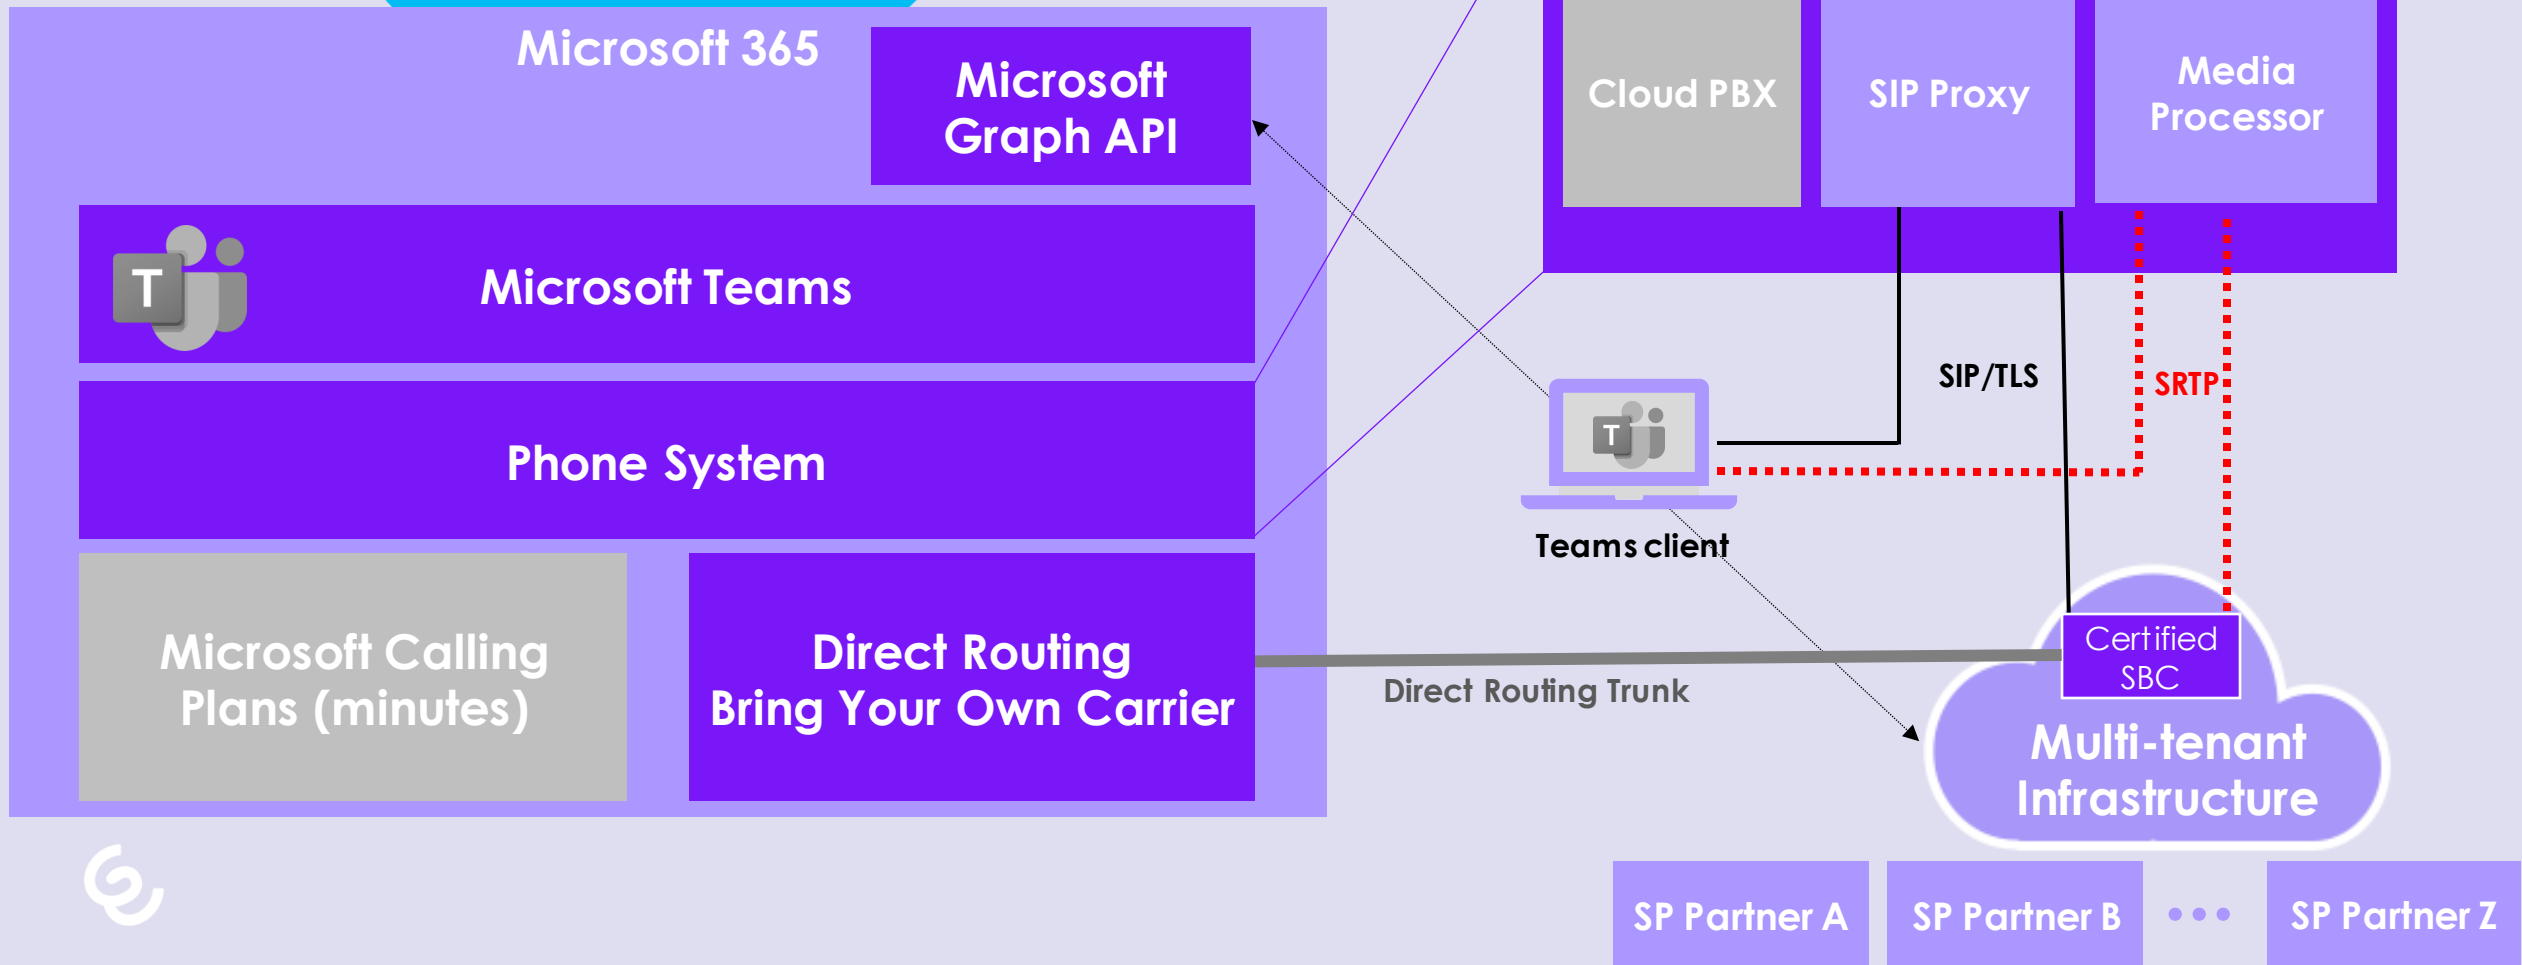 Microsoft 365
Microsoft
Graph API
T
Microsoft Teams
Phone System
Microsoft Calling
Plans (minutes)
Direct Routing
Bring Your Own Carrier
Cloud PBX
SIP Proxy
Media
Processor
SIP/TLS
SRTP
T
Teams client
Direct Routing Trunk
Certified
SBC
Multi-tenant
Infrastructure
SP Partner A
SP Partner B
•••
SP Partner Z